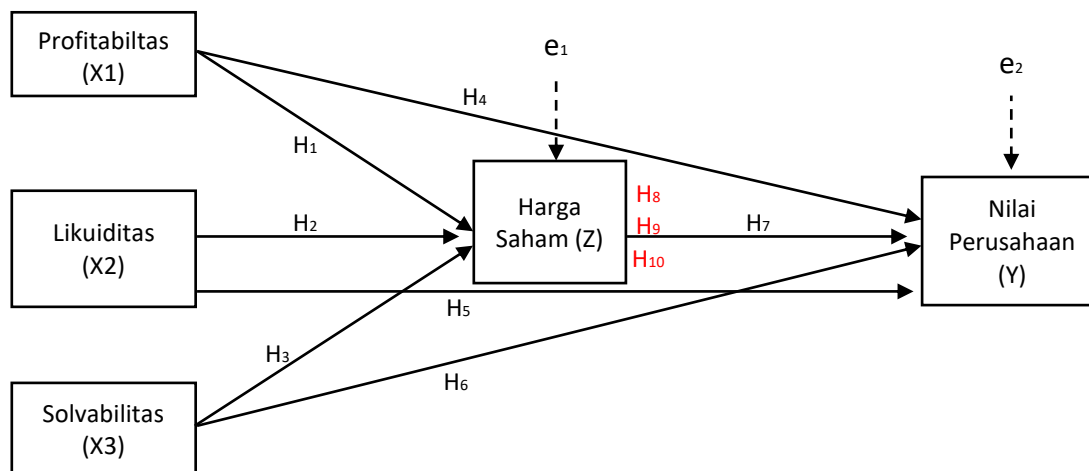 Profitabiltas
(X1)
e1
e2
H4
H1
Likuiditas
(X2)
H2
Harga
Saham (Z)
H8
H9
H10
H7
Nilai
Perusahaan
(Y)
H5
H3
H6
Solvabilitas
(X3)